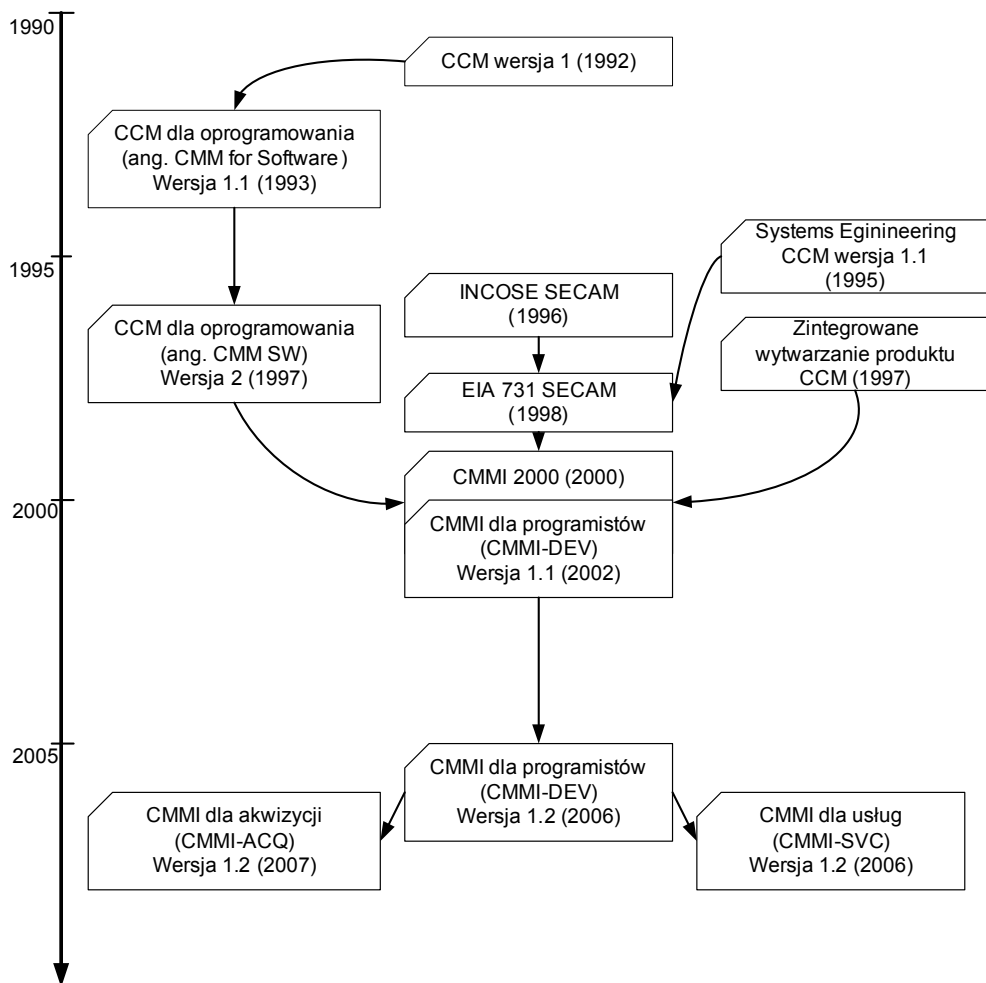 1990
CCM wersja 1 (1992)
CCM dla oprogramowania
(ang. CMM for Software)
Wersja 1.1 (1993)
Systems Eginineering
CCM wersja 1.1
(1995)
1995
INCOSE SECAM
(1996)
CCM dla oprogramowania
(ang. CMM SW)
Wersja 2 (1997)
Zintegrowane
wytwarzanie produktu
CCM (1997)
EIA 731 SECAM
(1998)
CMMI 2000 (2000)
2000
CMMI dla programistów
(CMMI-DEV)
Wersja 1.1 (2002)
2005
CMMI dla programistów
(CMMI-DEV)
Wersja 1.2 (2006)
CMMI dla akwizycji
(CMMI-ACQ)
Wersja 1.2 (2007)
CMMI dla usług
(CMMI-SVC)
Wersja 1.2 (2006)